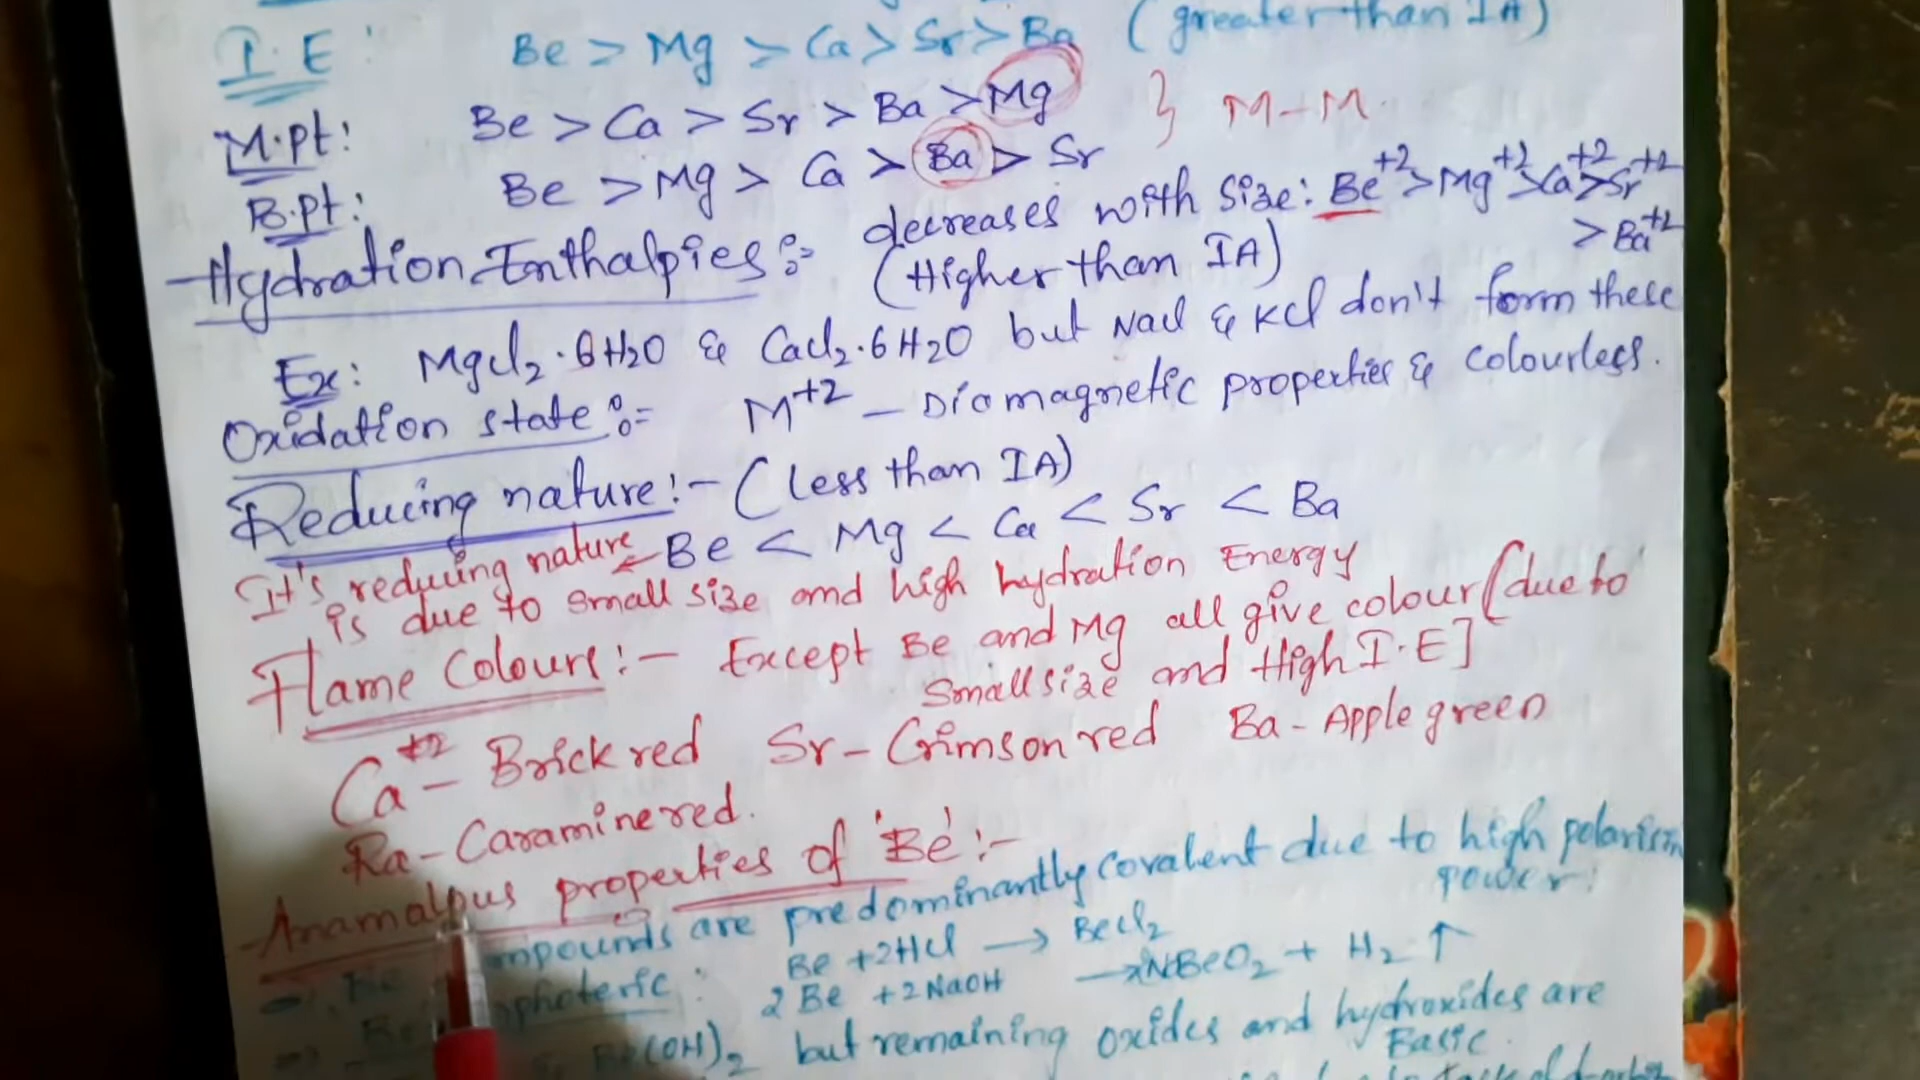 I.E: Be > Mg > Ca > Sr > Ba (greater than IA)
M.pt: Be > Ca > Sr > Ba > Mg } M-M.
B.pt: Be > Mg > Ca > Ba > Sr
Hydration Enthalpies:- decreases with size: Be+2 > Mg+2 > Ca+2 > Sr+2
> Ba+2
(Higher than IA)
Ex: MgCl2.6H2O & CaCl2.6H2O but NaCl & KCl don't form these
Oxidation state:= M+2 - Diamagnetic properties & colourless.
Reducing nature:- (less than IA)
Be < Mg < Ca < Sr < Ba
It's reducing nature
is due to small size and high hydration Energy
Flame Colours:- Except Be and Mg all give colour (due to
small size and High I.E]
Ca+2 - Brick red Sr - Crimson red Ba - Apple green
Ra - Caramine red.
Anamalous properties of 'Be':-
are predominantly covalent due to high
power.
Be + 2HCl → BeCl2
2Be + 2NaOH → BeO2 + H2 ↑
(OH)2 but remaining oxides and hydroxides are
Basic.